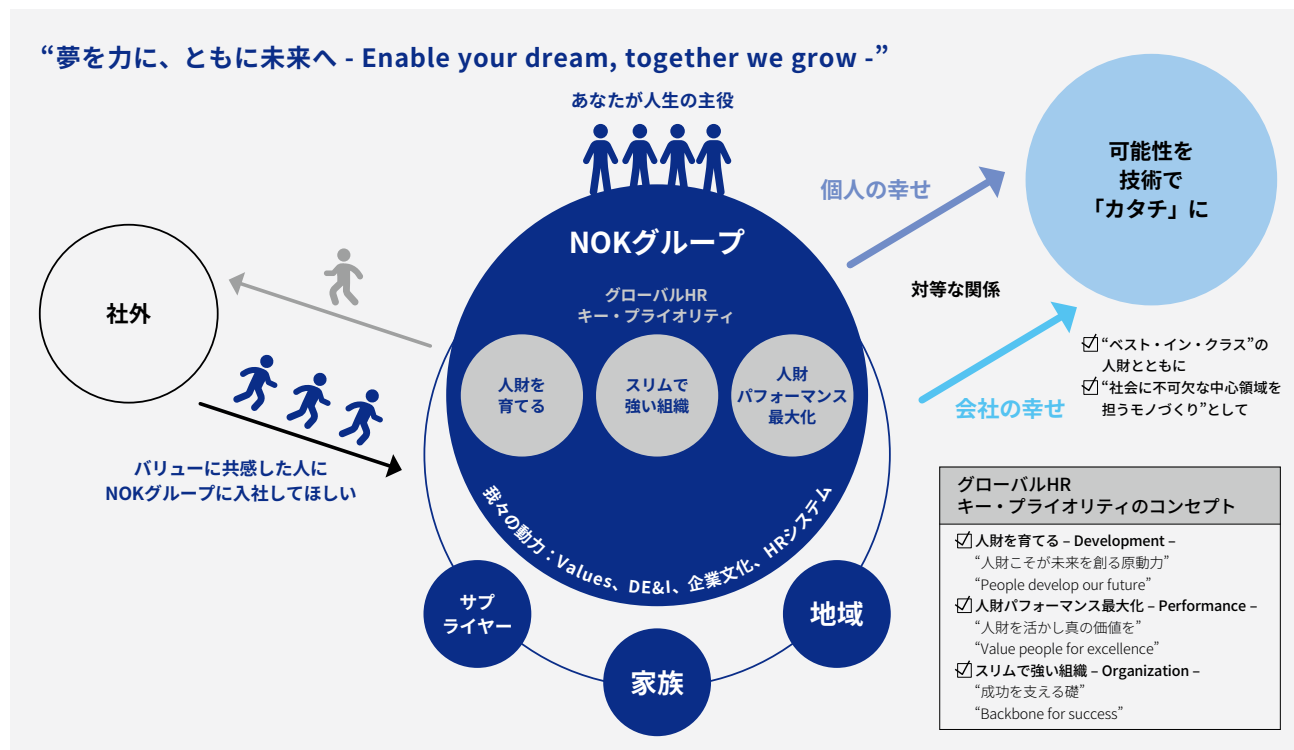 “夢を力に、ともに未来へ - Enable your dream, together we grow -”
あなたが人生の主役
NOKグループ
グローバルHR
キー・プライオリティ
人財を
育てる
スリムで
強い組織
人財
パフォーマンス
最大化
我々の動力：Values、DE&I、企業文化、HRシステム
サプ
ライヤー
家族
地域
社外
バリューに共感した人に
NOKグループに入社してほしい
個人の幸せ
対等な関係
会社の幸せ
可能性を
技術で
「カタチ」に
“ベスト・イン・クラス”の
人財とともに
“社会に不可欠な中心領域を
担うモノづくり”として
グローバルHR
キー・プライオリティのコンセプト
人財を育てる – Development –
“人財こそが未来を創る原動力”
“People develop our future”
人財パフォーマンス最大化 – Performance –
“人財を活かし真の価値を”
“Value people for excellence”
スリムで強い組織 – Organization –
“成功を支える礎”
“Backbone for success”